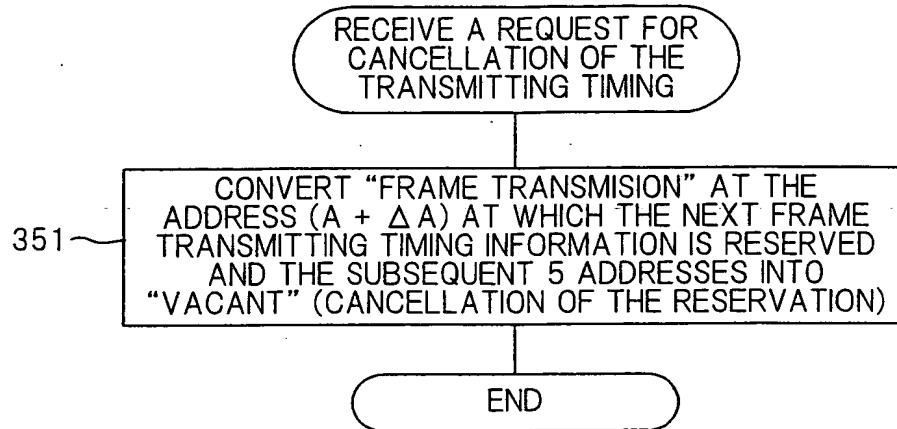 RECEIVE A REQUEST FOR
CANCELLATION OF THE
TRANSMITTING TIMING
351
CONVERT “FRAME TRANSMISION” AT THE
ADDRESS (A + ΔA) AT WHICH THE NEXT FRAME
TRANSMITTING TIMING INFORMATION IS RESERVED
AND THE SUBSEQUENT 5 ADDRESSES INTO
“VACANT” (CANCELLATION OF THE RESERVATION)
END